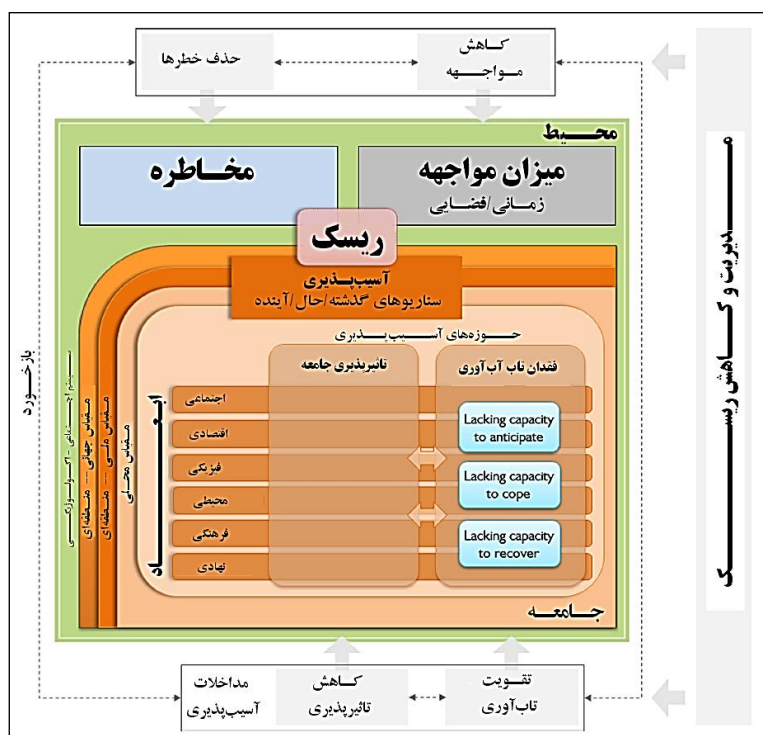 کاهش
مواجهه
حذف خطرها
محیط
میزان مواجهه
زمانی/فضایی
مخاطره
ریسک
آسیب‌پذیری
سناریوهای گذشته/حال/آینده
حوزه‌های آسیب‌پذیری
فقدان تاب آب‌آوری
تاثیرپذیری جامعه
ابعاد
اجتماعی
اقتصادی
فیزیکی
محیطی
فرهنگی
نهادی
Lacking capacity
to anticipate
Lacking capacity
to cope
Lacking capacity
to recover
مقیاس محلی
مقیاس ملی – منطقه‌ای
مقیاس جهانی – منطقه‌ای
سیستم اجتماعی - اکولوژیکی
جامعه
تقویت
تاب‌آوری
کاهش
تاثیرپذیری
مداخلات
آسیب‌پذیری
بازخورد
مدیریت و کاهش ریسک